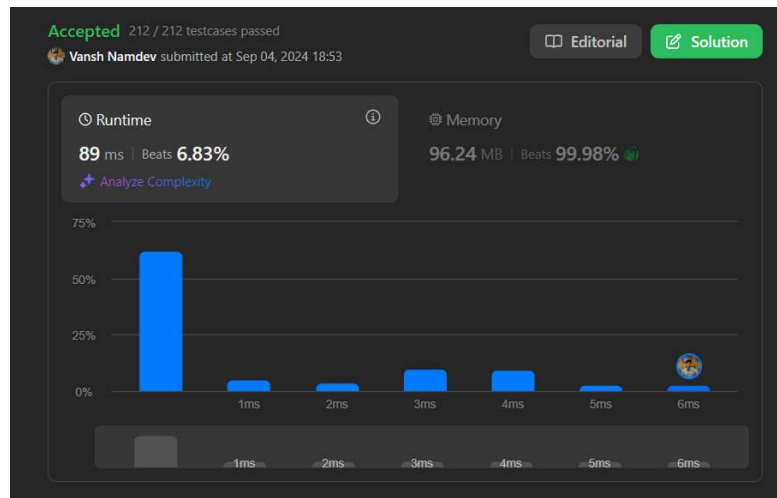 Accepted 212 / 212 testcases passed
Editorial
Solution
Vansh Namdev submitted at Sep 04, 2024 18:53
Runtime
89 ms | Beats 6.83%
Analyze Complexity
Memory
96.24 MB | Beats 99.98%
75%
50%
25%
0%
1ms 2ms 3ms 4ms 5ms 6ms
1ms 2ms 3ms 4ms 5ms 6ms